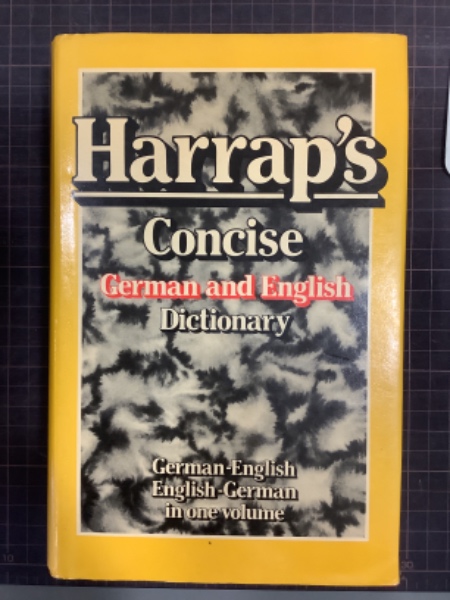 Harrap's
Concise
German and English
Dictionary
German-English
English-German
in one volume